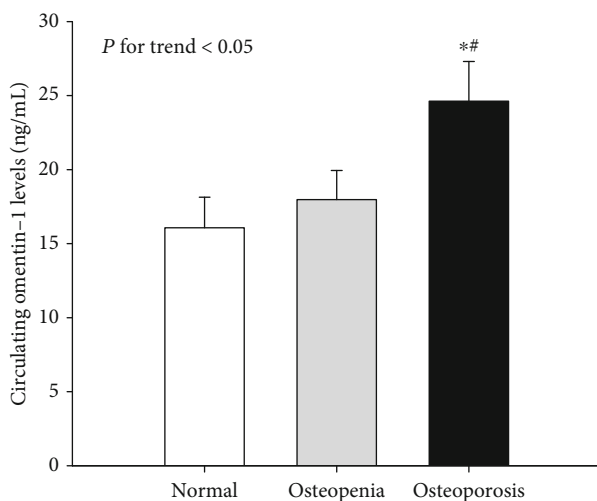 P for trend < 0.05
*#
Circulating omentin–1 levels (ng/mL)
30
25
20
15
10
5
0
Normal
Osteopenia
Osteoporosis